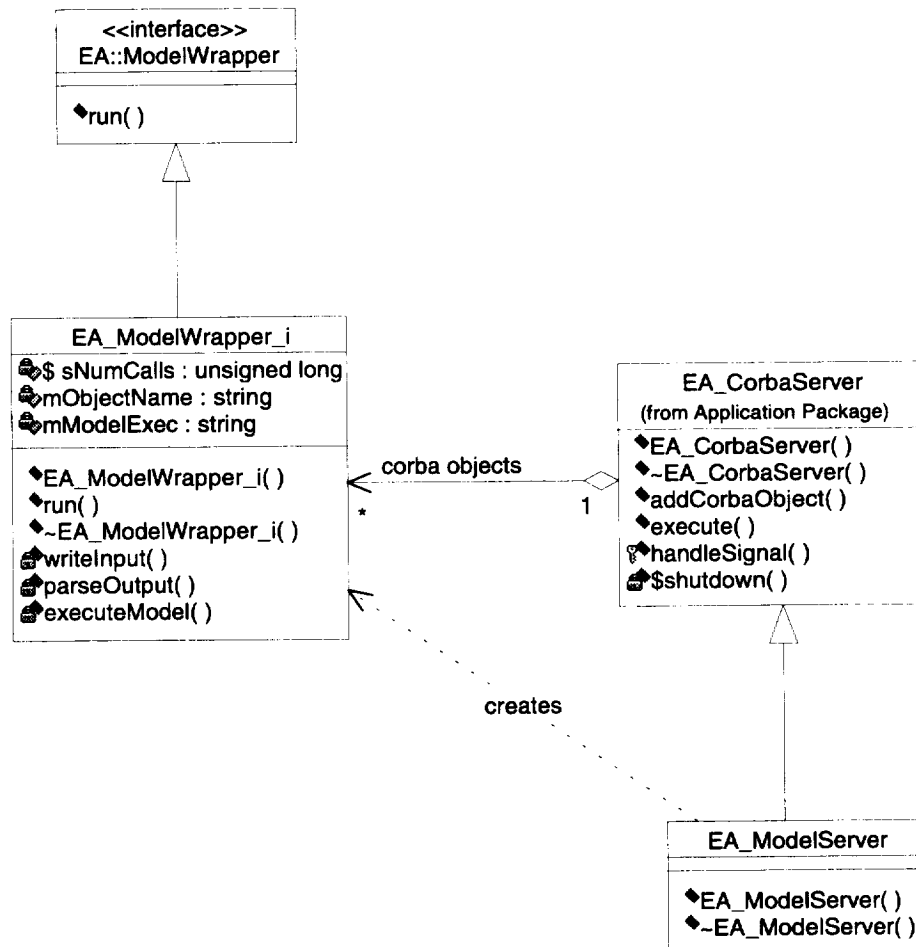 <<interface>>
EA::ModelWrapper
run( )
EA_ModelWrapper_i
$ sNumCalls : unsigned long
mObjectName : string
mModelExec : string
EA_ModelWrapper_i( )
run( )
~EA_ModelWrapper_i( )
writeInput( )
parseOutput( )
executeModel( )
corba objects
*
1
EA_CorbaServer
(from Application Package)
EA_CorbaServer( )
~EA_CorbaServer( )
addCorbaObject( )
execute( )
handleSignal( )
$shutdown( )
creates
EA_ModelServer
EA_ModelServer( )
~EA_ModelServer( )